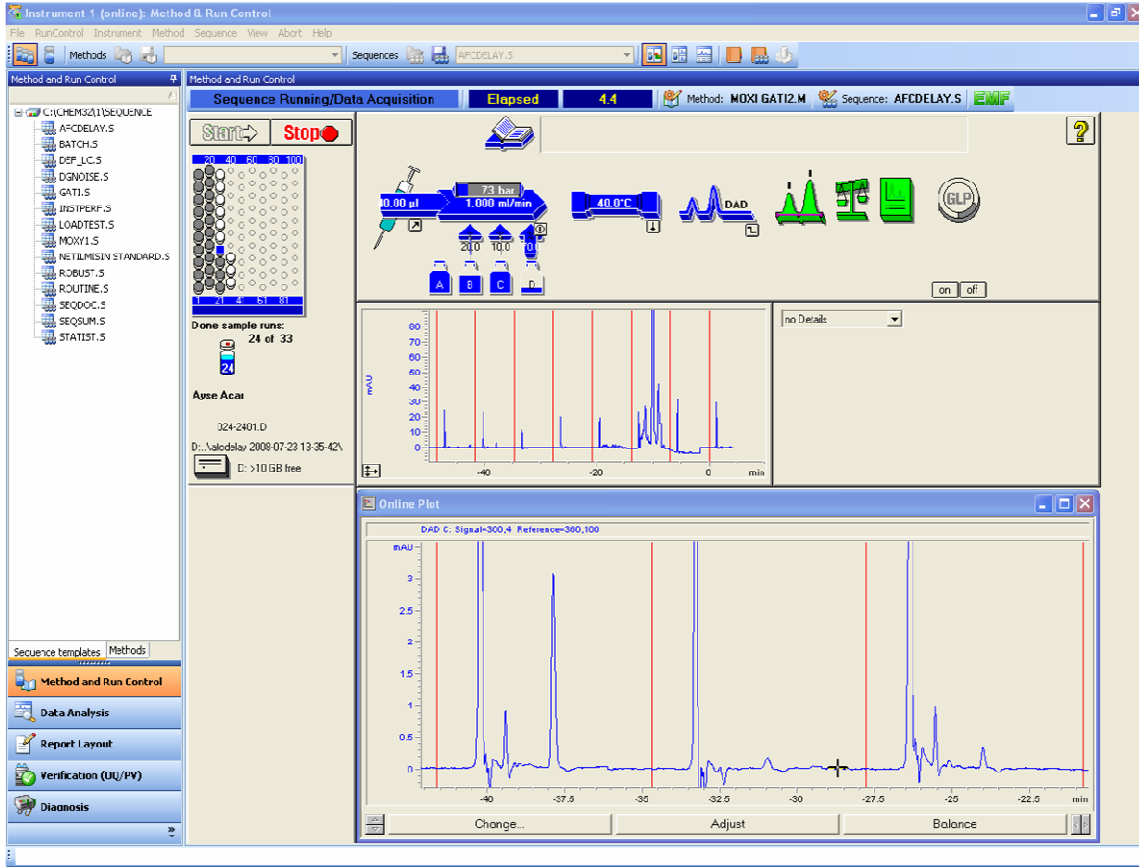 Instrument 1 (online): Method & Run Control
File RunControl Instrument Method Sequence View Abort Help
Methods Sequences AFCDELAY.S
Method and Run Control
Method and Run Control
C:\CHEM32\1\SEQUENCE
AFCDELAY.S
BATCH.S
DEF_LC.S
DGNOISE.S
GATI.S
INSTPERF.S
LOADTEST.S
MOXY1.S
NETILMISIN STANDARD.S
ROBUST.S
ROUTINE.S
SEQDOC.S
SEQSUM.S
STATIST.S
Sequence templates Methods
Method and Run Control
Data Analysis
Report Layout
Verification (OQ/PV)
Diagnosis
Sequence Running/Data Acquisition Elapsed 4.4 Method: MOXI GATI2.M Sequence: AFCDELAY.S EMF
Start Stop
20 40 60 80 100
1 21 41 61 81
Done sample runs:
24 of 33
24
Ayse Acar
024-2401.D
D:..\alodelay 2008-07-23 13-35-42\
D: >10 GB free
73 bar
1.000 ml/min
40.0°C
DAD
GLP
20.0 10.0
A B C D
on off
no Details
mAU
80
70
60
50
40
30
20
10
0
-40 -20 0 min
Online Plot
DAD C: Signal=300,4 Reference=360,100
mAU
3
2.5
2
1.5
1
0.5
0
-40 -37.5 -35 -32.5 -30 -27.5 -25 -22.5 min
Change... Adjust Balance